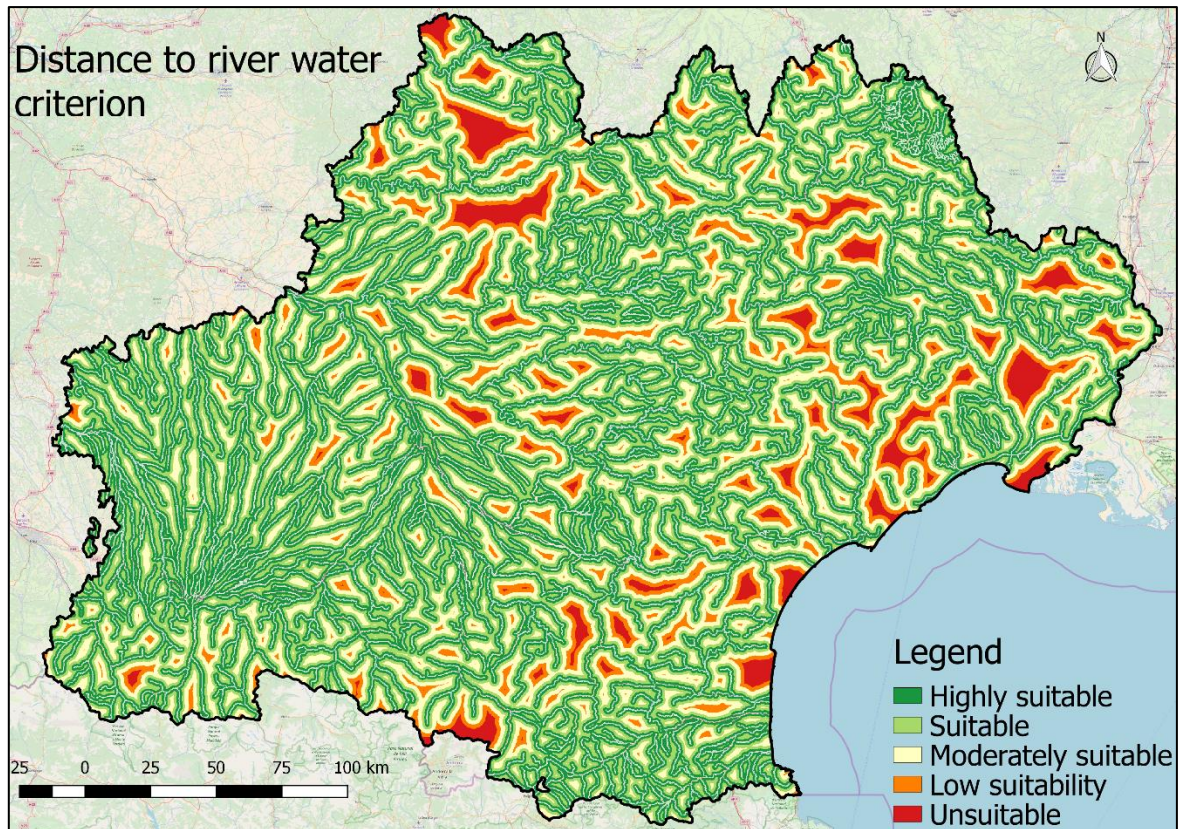 Distance to river water
criterion
N
Legend
Highly suitable
Suitable
Moderately suitable
Low suitability
Unsuitable
25 0 25 50 75 100 km